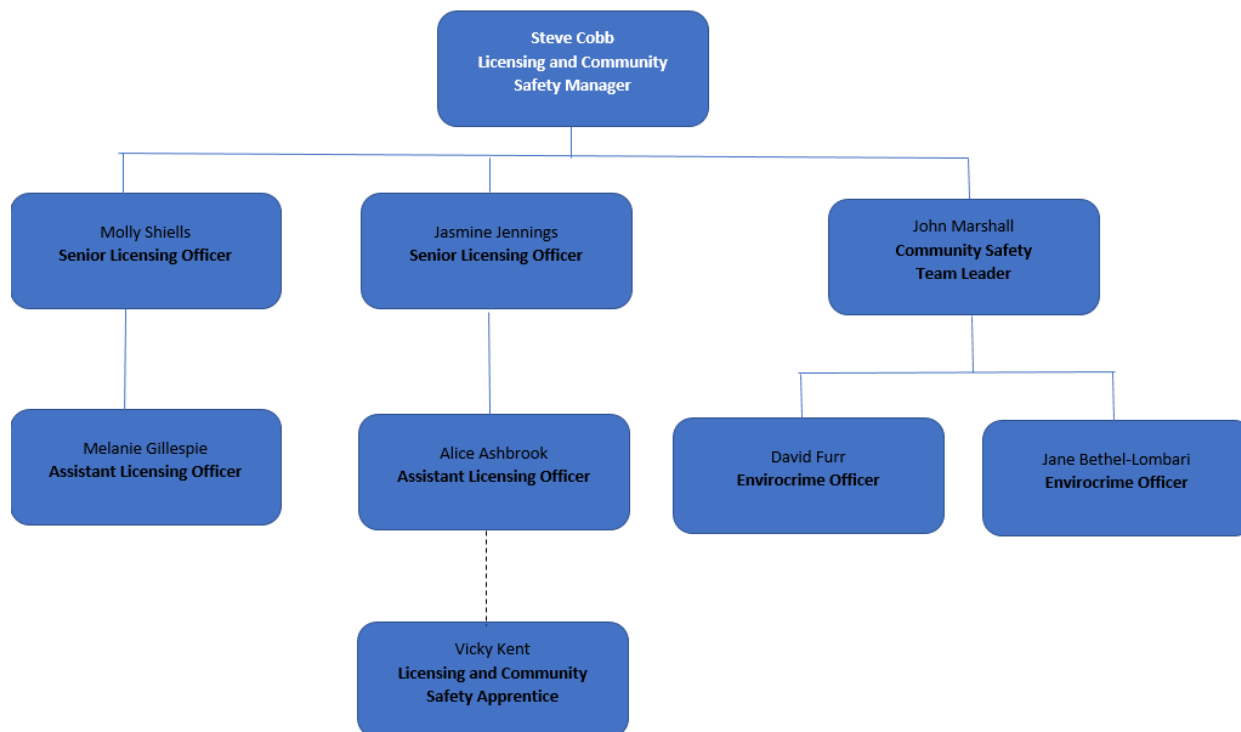 Steve Cobb
Licensing and Community
Safety Manager
Molly Shiells
Senior Licensing Officer
Jasmine Jennings
Senior Licensing Officer
John Marshall
Community Safety
Team Leader
Melanie Gillespie
Assistant Licensing Officer
Alice Ashbrook
Assistant Licensing Officer
David Furr
Envirocrime Officer
Jane Bethel-Lombari
Envirocrime Officer
Vicky Kent
Licensing and Community
Safety Apprentice